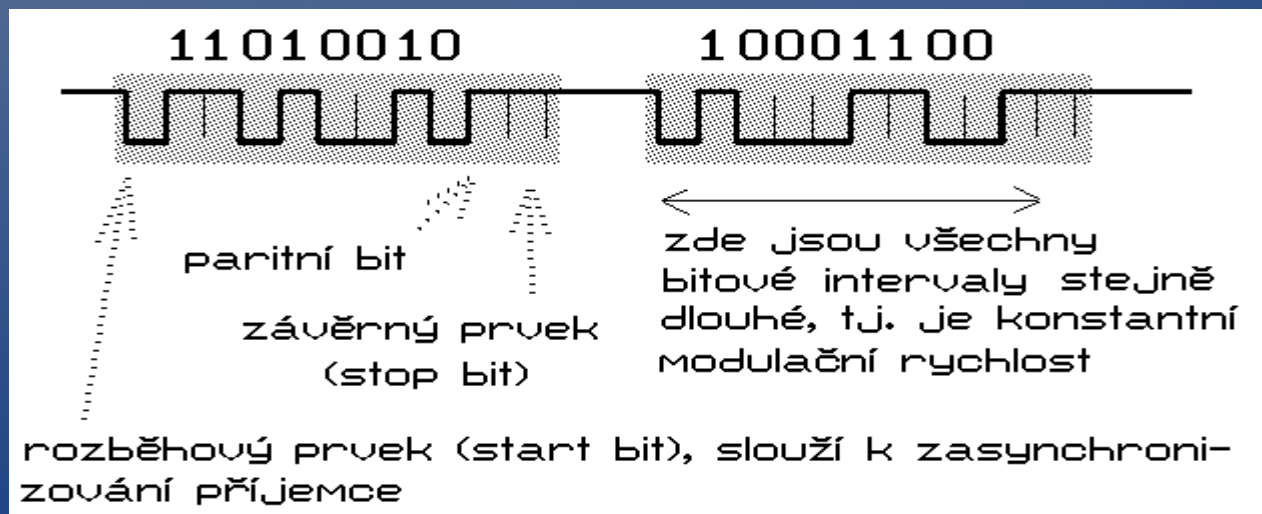 11010010
10001100
paritní bit
závěrný prvek
(stop bit)
zde jsou všechny
bitové intervaly stejně
dlouhé, tj. je konstantní
modulační rychlost
rozběhový prvek (start bit), slouží k zasynchroni-
zování příjemce